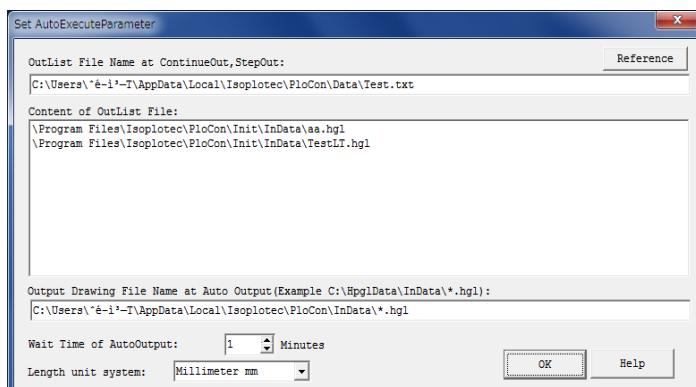 Set AutoExecuteParameter
OutList File Name at ContinueOut,StepOut:
Reference
C:\Users\ˆé–ì³–T\AppData\Local\Isoplotec\PloCon\Data\Test.txt
Content of OutList File:
\Program Files\Isoplotec\PloCon\Init\InData\aa.hgl
\Program Files\Isoplotec\PloCon\Init\InData\TestLT.hgl
Output Drawing File Name at Auto Output(Example C:\HpglData\InData\*.hgl):
C:\Users\ˆé–ì³–T\AppData\Local\Isoplotec\PloCon\InData\*.hgl
Wait Time of AutoOutput: 1 Minutes
Length unit system: Millimeter mm
OK
Help